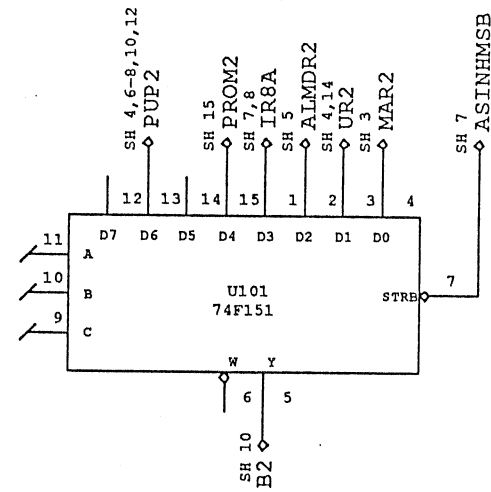 SH 4,6-8,10,12
PUP2
SH 15
PROM2
SH 7,8
IR8A
SH 5
ALMDR2
SH 4,14
UR2
SH 3
MAR2
SH 7
ASINHMSB
12 13 14 15 1 2 3 4
D7 D6 D5 D4 D3 D2 D1 D0
11 A
10 B
9 C
U101
74F151
STRB 7
W Y
6 5
SH 10
B2